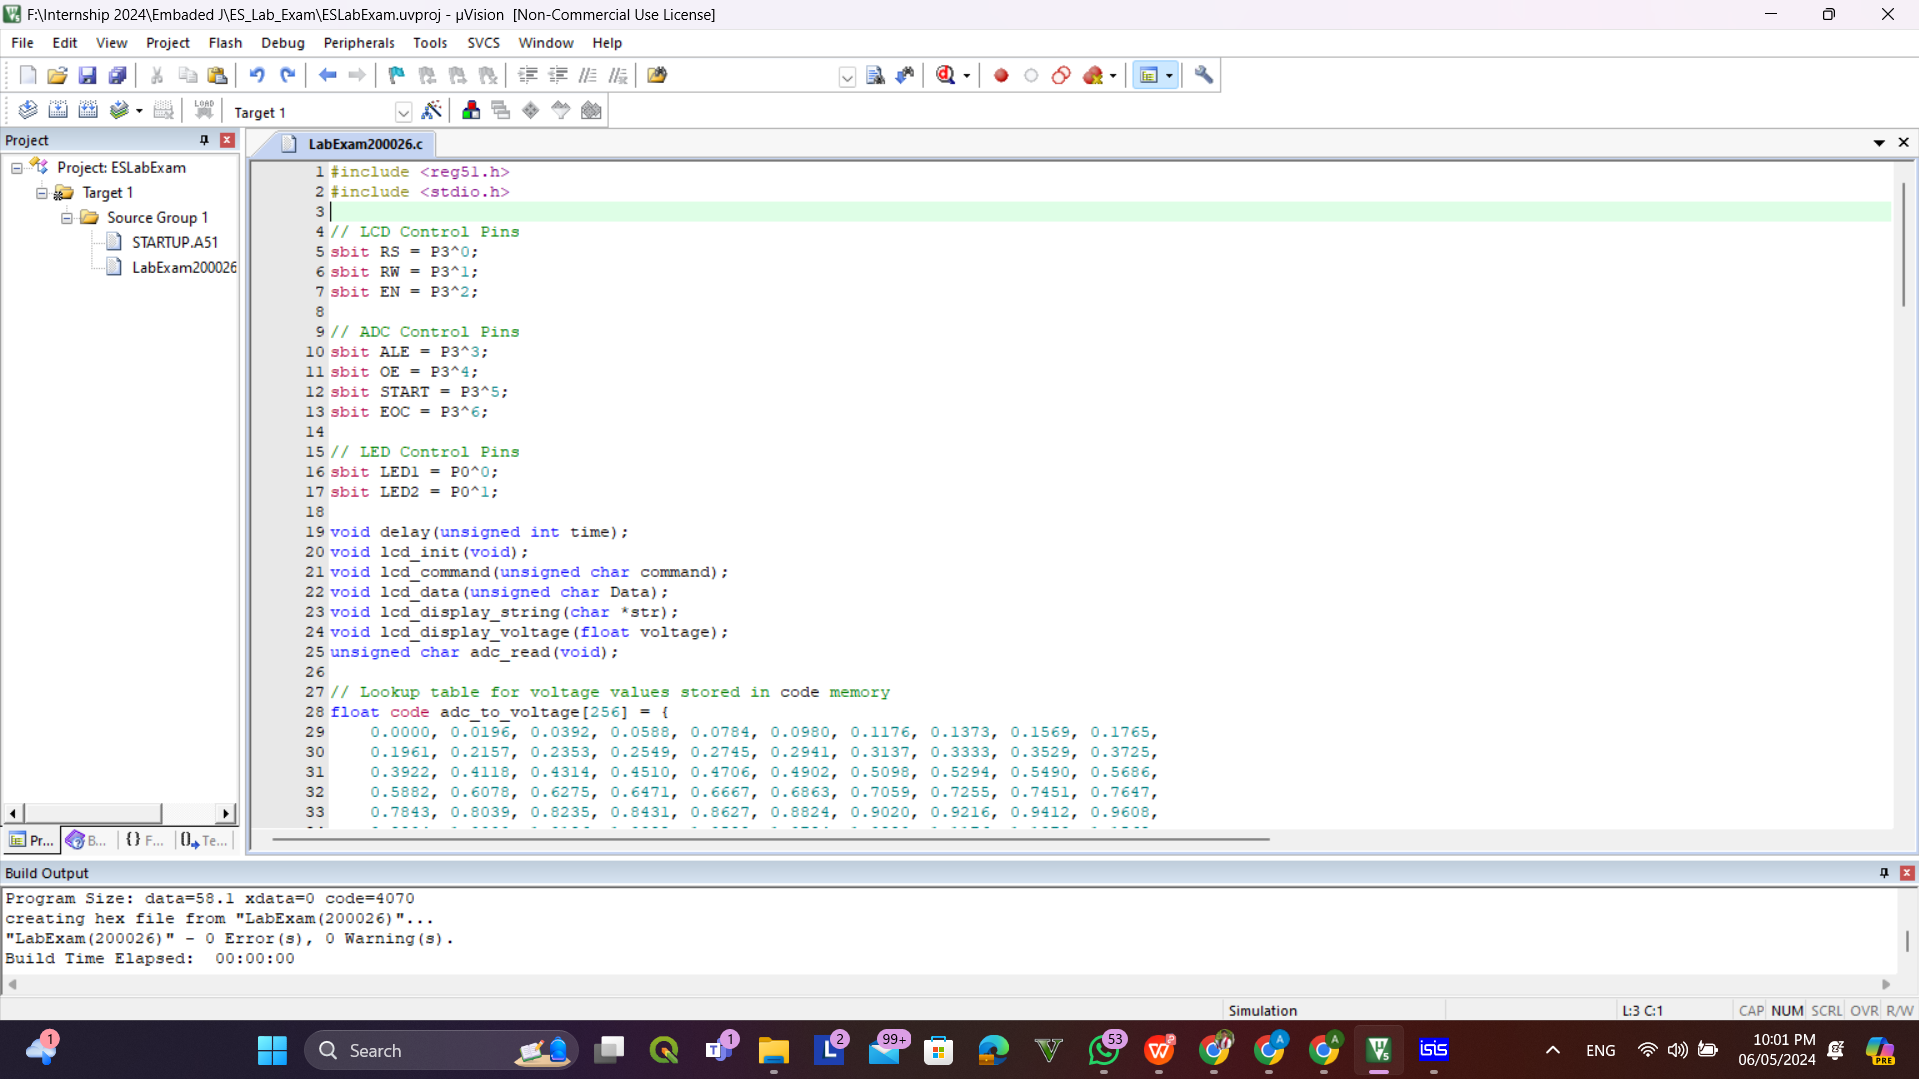 F:\Internship 2024\Embaded J\ES_Lab_Exam\ESLabExam.uvproj - µVision  [Non-Commercial Use License]
File Edit View Project Flash Debug Peripherals Tools SVCS Window Help
LOAD Target 1
Project
LabExam200026.c
Project: ESLabExam
Target 1
Source Group 1
STARTUP.A51
LabExam200026
1 #include <reg51.h>
2 #include <stdio.h>
3
4 // LCD Control Pins
5 sbit RS = P3^0;
6 sbit RW = P3^1;
7 sbit EN = P3^2;
8
9 // ADC Control Pins
10 sbit ALE = P3^3;
11 sbit OE = P3^4;
12 sbit START = P3^5;
13 sbit EOC = P3^6;
14
15 // LED Control Pins
16 sbit LED1 = P0^0;
17 sbit LED2 = P0^1;
18
19 void delay(unsigned int time);
20 void lcd_init(void);
21 void lcd_command(unsigned char command);
22 void lcd_data(unsigned char Data);
23 void lcd_display_string(char *str);
24 void lcd_display_voltage(float voltage);
25 unsigned char adc_read(void);
26
27 // Lookup table for voltage values stored in code memory
28 float code adc_to_voltage[256] = {
29     0.0000, 0.0196, 0.0392, 0.0588, 0.0784, 0.0980, 0.1176, 0.1373, 0.1569, 0.1765,
30     0.1961, 0.2157, 0.2353, 0.2549, 0.2745, 0.2941, 0.3137, 0.3333, 0.3529, 0.3725,
31     0.3922, 0.4118, 0.4314, 0.4510, 0.4706, 0.4902, 0.5098, 0.5294, 0.5490, 0.5686,
32     0.5882, 0.6078, 0.6275, 0.6471, 0.6667, 0.6863, 0.7059, 0.7255, 0.7451, 0.7647,
33     0.7843, 0.8039, 0.8235, 0.8431, 0.8627, 0.8824, 0.9020, 0.9216, 0.9412, 0.9608,
Pr... B... {} F... Te...
Build Output
Program Size: data=58.1 xdata=0 code=4070
creating hex file from "LabExam(200026)"...
"LabExam(200026)" - 0 Error(s), 0 Warning(s).
Build Time Elapsed:  00:00:00
Simulation L:3 C:1 CAP NUM SCRL OVR R/W
1 Search 1 2 99+ 53 A A ISIS ENG 10:01 PM
06/05/2024 PRE